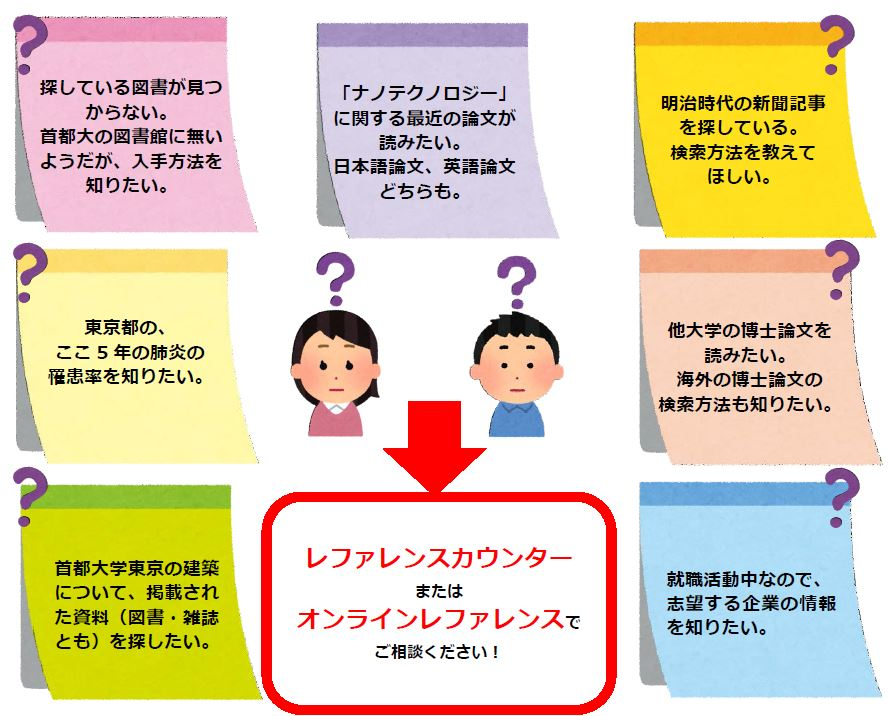 探している図書が見つ
からない。
首都大の図書館に無い
ようだが、入手方法を
知りたい。
「ナノテクノロジー」
に関する最近の論文が
読みたい。
日本語論文、英語論文
どちらも。
明治時代の新聞記事
を探している。
検索方法を教えて
ほしい。
東京都の、
ここ５年の肺炎の
罹患率を知りたい。
他大学の博士論文を
読みたい。
海外の博士論文の
検索方法も知りたい。
首都大学東京の建築
について、掲載され
た資料（図書・雑誌
とも）を探したい。
レファレンスカウンター
または
オンラインレファレンスで
ご相談ください！
就職活動中なので、
志望する企業の情報
を知りたい。